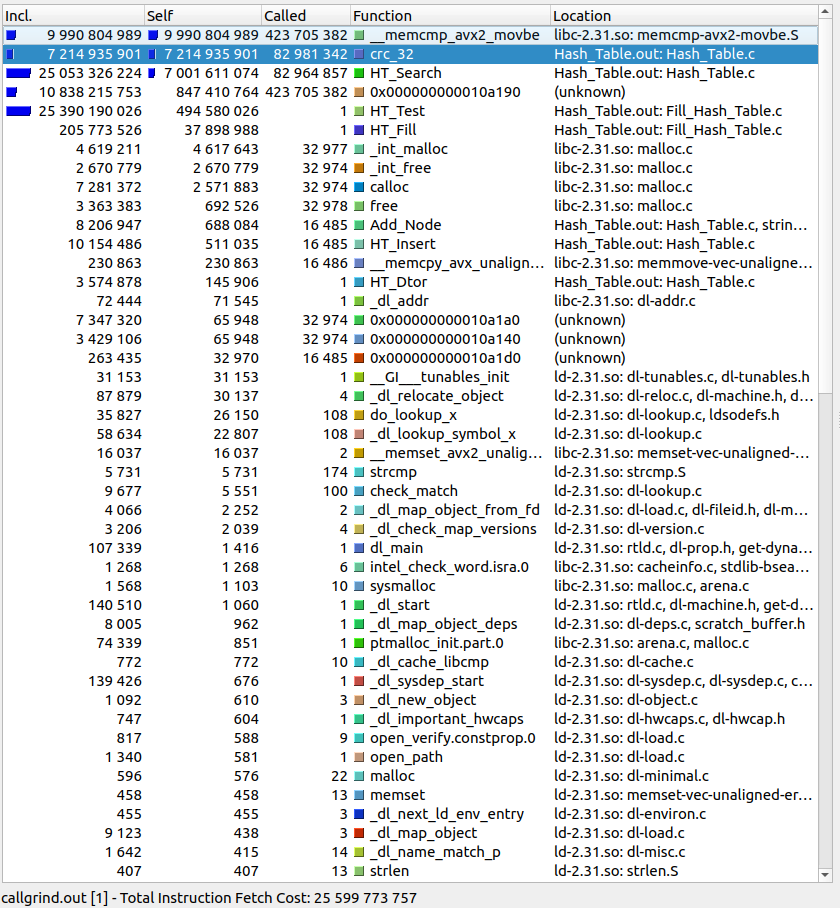 Incl. Self Called Function Location
9 990 804 989 9 990 804 989 423 705 382 __memcmp_avx2_movbe libc-2.31.so: memcmp-avx2-movbe.S
7 214 935 901 7 214 935 901 82 981 342 crc_32 Hash_Table.out: Hash_Table.c
25 053 326 224 7 001 611 074 82 964 857 HT_Search Hash_Table.out: Hash_Table.c
10 838 215 753 847 410 764 423 705 382 0x000000000010a190 (unknown)
25 390 190 026 494 580 026 1 HT_Test Hash_Table.out: Fill_Hash_Table.c
205 773 526 37 898 988 1 HT_Fill Hash_Table.out: Fill_Hash_Table.c
4 619 211 4 617 643 32 977 _int_malloc libc-2.31.so: malloc.c
2 670 779 2 670 779 32 974 _int_free libc-2.31.so: malloc.c
7 281 372 2 571 883 32 974 calloc libc-2.31.so: malloc.c
3 363 383 692 526 32 978 free libc-2.31.so: malloc.c
8 206 947 688 084 16 485 Add_Node Hash_Table.out: Hash_Table.c, strin...
10 154 486 511 035 16 485 HT_Insert Hash_Table.out: Hash_Table.c
230 863 230 863 16 486 __memcpy_avx_unalign... libc-2.31.so: memmove-vec-unaligne...
3 574 878 145 906 1 HT_Dtor Hash_Table.out: Hash_Table.c
72 444 71 545 1 _dl_addr libc-2.31.so: dl-addr.c
7 347 320 65 948 32 974 0x000000000010a1a0 (unknown)
3 429 106 65 948 32 974 0x000000000010a140 (unknown)
263 435 32 970 16 485 0x000000000010a1d0 (unknown)
31 153 31 153 1 __GI___tunables_init ld-2.31.so: dl-tunables.c, dl-tunables.h
87 879 30 137 4 _dl_relocate_object ld-2.31.so: dl-reloc.c, dl-machine.h, d...
35 827 26 150 108 do_lookup_x ld-2.31.so: dl-lookup.c, ldsodefs.h
58 634 22 807 108 _dl_lookup_symbol_x ld-2.31.so: dl-lookup.c
16 037 16 037 2 __memset_avx2_unalig... libc-2.31.so: memset-vec-unaligned-...
5 731 5 731 174 strcmp ld-2.31.so: strcmp.S
9 677 5 551 100 check_match ld-2.31.so: dl-lookup.c
4 066 2 252 2 _dl_map_object_from_fd ld-2.31.so: dl-load.c, dl-fileid.h, dl-m...
3 206 2 039 4 _dl_check_map_versions ld-2.31.so: dl-version.c
107 339 1 416 1 dl_main ld-2.31.so: rtld.c, dl-prop.h, get-dyna...
1 268 1 268 6 intel_check_word.isra.0 libc-2.31.so: cacheinfo.c, stdlib-bsea...
1 568 1 103 10 sysmalloc libc-2.31.so: malloc.c, arena.c
140 510 1 060 1 _dl_start ld-2.31.so: rtld.c, dl-machine.h, get-d...
8 005 962 1 _dl_map_object_deps ld-2.31.so: dl-deps.c, scratch_buffer.h
74 339 851 1 ptmalloc_init.part.0 libc-2.31.so: arena.c, malloc.c
772 772 10 _dl_cache_libcmp ld-2.31.so: dl-cache.c
139 426 676 1 _dl_sysdep_start ld-2.31.so: dl-sysdep.c, dl-sysdep.c, c...
1 092 610 3 _dl_new_object ld-2.31.so: dl-object.c
747 604 1 _dl_important_hwcaps ld-2.31.so: dl-hwcaps.c, dl-hwcap.h
817 588 9 open_verify.constprop.0 ld-2.31.so: dl-load.c
1 340 581 1 open_path ld-2.31.so: dl-load.c
596 576 22 malloc ld-2.31.so: dl-minimal.c
458 458 13 memset ld-2.31.so: memset-vec-unaligned-er...
455 455 3 _dl_next_ld_env_entry ld-2.31.so: dl-environ.c
9 123 438 3 _dl_map_object ld-2.31.so: dl-load.c
1 642 415 14 _dl_name_match_p ld-2.31.so: dl-misc.c
407 407 13 strlen ld-2.31.so: strlen.S
callgrind.out [1] - Total Instruction Fetch Cost: 25 599 773 757